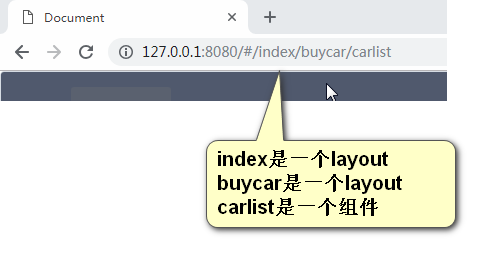 Document
127.0.0.1:8080/#/index/buycar/carlist
index是一个layout
buycar是一个layout
carlist是一个组件